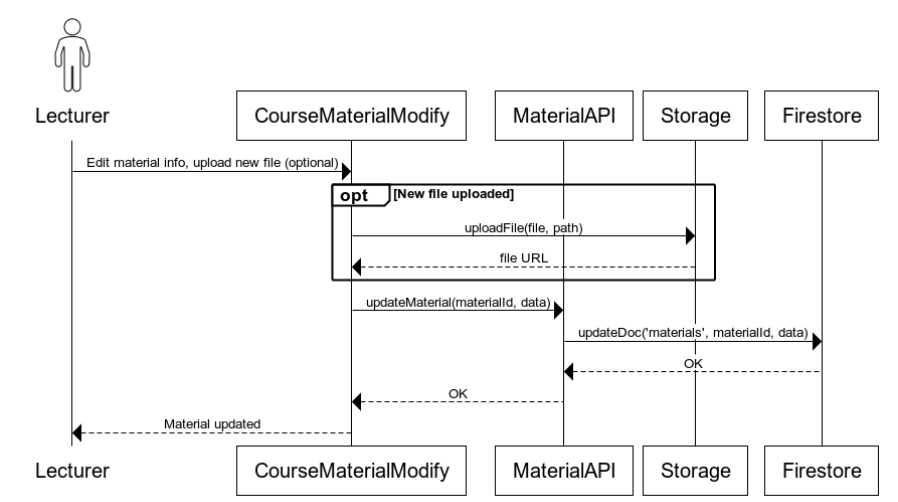 Lecturer
CourseMaterialModify
MaterialAPI
Storage
Firestore
Edit material info, upload new file (optional)
opt
[New file uploaded]
uploadFile(file, path)
file URL
updateMaterial(materialId, data)
updateDoc('materials', materialId, data)
OK
OK
Material updated
Lecturer
CourseMaterialModify
MaterialAPI
Storage
Firestore